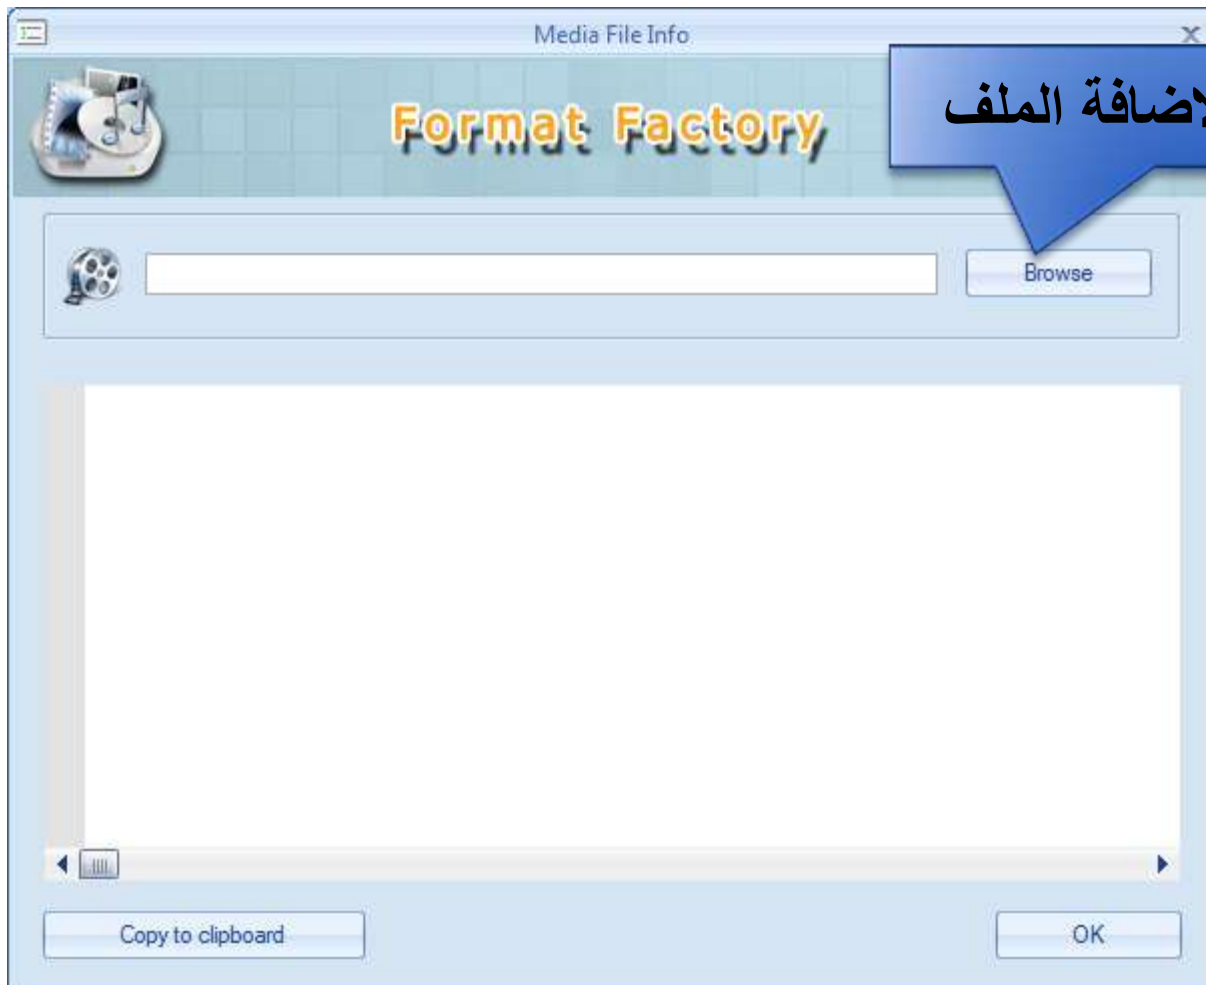 Media File Info
Format Factory
لاضافة الملف
Browse
Copy to clipboard
OK